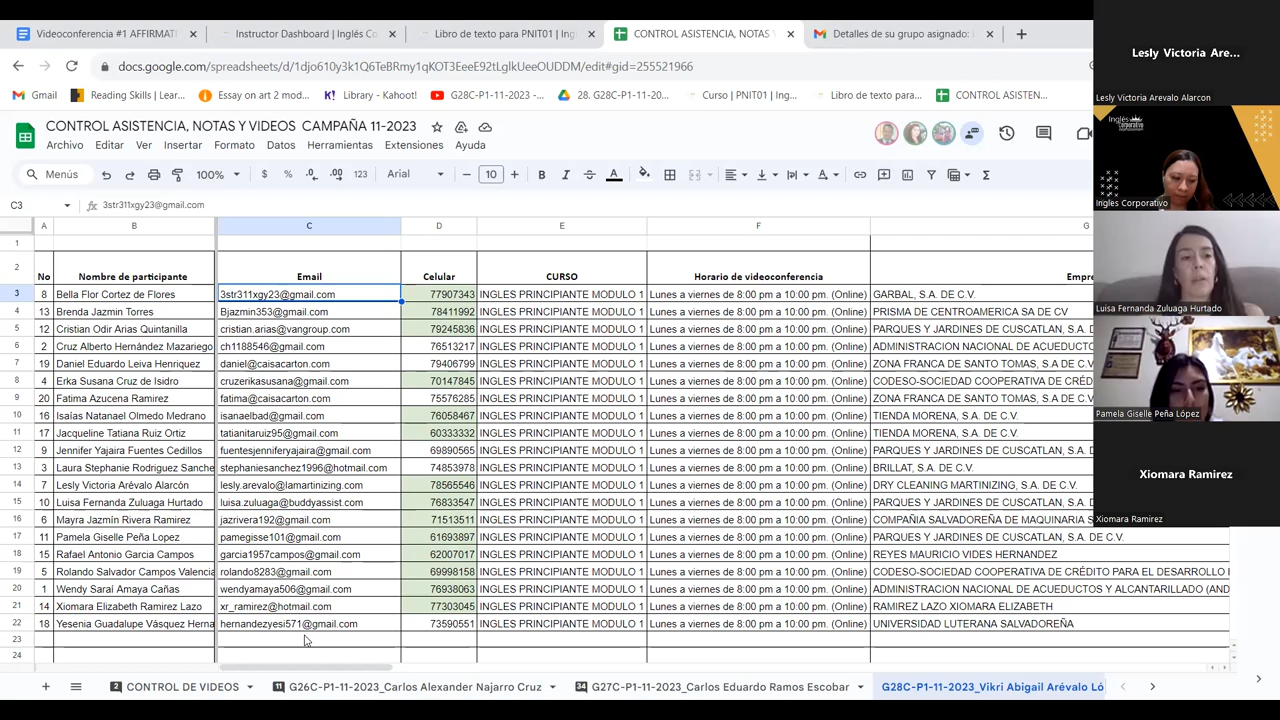 Videoconferencia #1 AFFIRMATI
Instructor Dashboard | Inglés Co
Libro de texto para PNIT01 | Ing
CONTROL ASISTENCIA, NOTAS Y
Detalles de su grupo asignado:
docs.google.com/spreadsheets/d/1djo610y3k1Q6TeBRmy1qKOT3EeeE92tLglkUeeOUDDM/edit#gid=255521966
Gmail
Reading Skills | Lear...
Essay on art 2 mod...
Library - Kahoot!
G28C-P1-11-2023 -...
28. G28C-P1-11-20...
Curso | PNIT01 | Ing...
Libro de texto para...
CONTROL ASISTEN...
CONTROL ASISTENCIA, NOTAS Y VIDEOS CAMPAÑA 11-2023
Archivo Editar Ver Insertar Formato Datos Herramientas Extensiones Ayuda
Menús 100% $ % .0 .00 123 Arial 10
C3 fx 3str311xgy23@gmail.com
A B C D E F G
1
2 No Nombre de participante Email Celular CURSO Horario de videoconferencia Empre
3 8 Bella Flor Cortez de Flores 3str311xgy23@gmail.com 77907343 INGLES PRINCIPIANTE MODULO 1 Lunes a viernes de 8:00 pm a 10:00 pm. (Online) GARBAL, S.A. DE C.V.
4 13 Brenda Jazmin Torres Bjazmin353@gmail.com 78411992 INGLES PRINCIPIANTE MODULO 1 Lunes a viernes de 8:00 pm a 10:00 pm. (Online) PRISMA DE CENTROAMERICA SA DE CV
5 12 Cristian Odir Arias Quintanilla cristian.arias@vangroup.com 79245836 INGLES PRINCIPIANTE MODULO 1 Lunes a viernes de 8:00 pm a 10:00 pm. (Online) PARQUES Y JARDINES DE CUSCATLAN, S.A. D
6 2 Cruz Alberto Hernández Mazariego ch1188546@gmail.com 76513217 INGLES PRINCIPIANTE MODULO 1 Lunes a viernes de 8:00 pm a 10:00 pm. (Online) ADMINISTRACION NACIONAL DE ACUEDUCTO
7 19 Daniel Eduardo Leiva Henriquez daniel@caisacarton.com 79406799 INGLES PRINCIPIANTE MODULO 1 Lunes a viernes de 8:00 pm a 10:00 pm. (Online) ZONA FRANCA DE SANTO TOMAS, S.A. DE C.
8 4 Erka Susana Cruz de Isidro cruzerikasusana@gmail.com 70147845 INGLES PRINCIPIANTE MODULO 1 Lunes a viernes de 8:00 pm a 10:00 pm. (Online) CODESO-SOCIEDAD COOPERATIVA DE CRÉD
9 20 Fatima Azucena Ramirez fatima@caisacarton.com 75576285 INGLES PRINCIPIANTE MODULO 1 Lunes a viernes de 8:00 pm a 10:00 pm. (Online) ZONA FRANCA DE SANTO TOMAS, S.A. DE C.
10 16 Isaías Natanael Olmedo Medrano isanaelbad@gmail.com 76058467 INGLES PRINCIPIANTE MODULO 1 Lunes a viernes de 8:00 pm a 10:00 pm. (Online) TIENDA MORENA, S.A. DE C.V.
11 17 Jacqueline Tatiana Ruiz Ortiz tatianitaruiz95@gmail.com 60333332 INGLES PRINCIPIANTE MODULO 1 Lunes a viernes de 8:00 pm a 10:00 pm. (Online) TIENDA MORENA, S.A. DE C.V.
12 9 Jennifer Yajaira Fuentes Cedillos fuentesjenniferyajaira@gmail.com 69890565 INGLES PRINCIPIANTE MODULO 1 Lunes a viernes de 8:00 pm a 10:00 pm. (Online) PARQUES Y JARDINES DE CUSCATLAN, S.A. D
13 3 Laura Stephanie Rodriguez Sanche stephaniesanchez1996@hotmail.com 74853978 INGLES PRINCIPIANTE MODULO 1 Lunes a viernes de 8:00 pm a 10:00 pm. (Online) BRILLAT, S.A. DE C.V.
14 7 Lesly Victoria Arévalo Alarcón lesly.arevalo@lamartinizing.com 78565546 INGLES PRINCIPIANTE MODULO 1 Lunes a viernes de 8:00 pm a 10:00 pm. (Online) DRY CLEANING MARTINIZING, S.A. DE C.V.
15 10 Luisa Fernanda Zuluaga Hurtado luisa.zuluaga@buddyassist.com 76833547 INGLES PRINCIPIANTE MODULO 1 Lunes a viernes de 8:00 pm a 10:00 pm. (Online) PARQUES Y JARDINES DE CUSCATLAN, S.A. D
16 6 Mayra Jazmín Rivera Ramirez jazrivera192@gmail.com 71513511 INGLES PRINCIPIANTE MODULO 1 Lunes a viernes de 8:00 pm a 10:00 pm. (Online) COMPAÑIA SALVADOREÑA DE MAQUINARIA S
17 11 Pamela Giselle Peña Lopez pamegisse101@gmail.com 61693897 INGLES PRINCIPIANTE MODULO 1 Lunes a viernes de 8:00 pm a 10:00 pm. (Online) PARQUES Y JARDINES DE CUSCATLAN, S.A. DE C.V.
18 15 Rafael Antonio Garcia Campos garcia1957campos@gmail.com 62007017 INGLES PRINCIPIANTE MODULO 1 Lunes a viernes de 8:00 pm a 10:00 pm. (Online) REYES MAURICIO VIDES HERNANDEZ
19 5 Rolando Salvador Campos Valencia rolando8283@gmail.com 69998158 INGLES PRINCIPIANTE MODULO 1 Lunes a viernes de 8:00 pm a 10:00 pm. (Online) CODESO-SOCIEDAD COOPERATIVA DE CRÉDITO PARA EL DESARROLLO
20 1 Wendy Saraí Amaya Cañas wendyamaya506@gmail.com 76938063 INGLES PRINCIPIANTE MODULO 1 Lunes a viernes de 8:00 pm a 10:00 pm. (Online) ADMINISTRACION NACIONAL DE ACUEDUCTOS Y ALCANTARILLADO (AND
21 14 Xiomara Elizabeth Ramirez Lazo xr_ramirez@hotmail.com 77303045 INGLES PRINCIPIANTE MODULO 1 Lunes a viernes de 8:00 pm a 10:00 pm. (Online) RAMIREZ LAZO XIOMARA ELIZABETH
22 18 Yesenia Guadalupe Vásquez Herna hernandezyesi571@gmail.com 73590551 INGLES PRINCIPIANTE MODULO 1 Lunes a viernes de 8:00 pm a 10:00 pm. (Online) UNIVERSIDAD LUTERANA SALVADOREÑA
23
24
2 CONTROL DE VIDEOS
11 G26C-P1-11-2023_Carlos Alexander Najarro Cruz
34 G27C-P1-11-2023_Carlos Eduardo Ramos Escobar
G28C-P1-11-2023_Vikri Abigail Arévalo Ló
Lesly Victoria Are...
Lesly Victoria Arevalo Alarcon
Inglés Corporativo
Ingles Corporativo
Luisa Fernanda Zuluaga Hurtado
Pamela Giselle Peña López
Xiomara Ramirez
Xiomara Ramirez